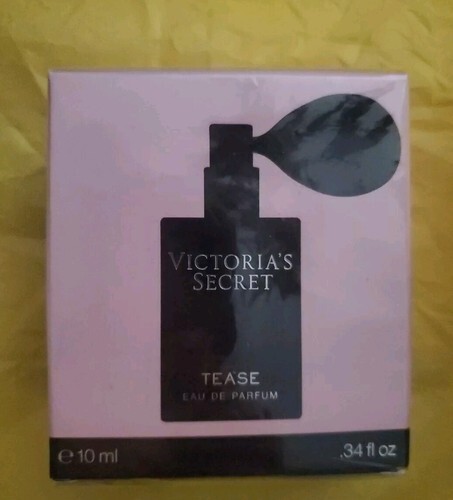 VICTORIA'S
SECRET
TEASE
EAU DE PARFUM
℮ 10 ml
.34 fl oz